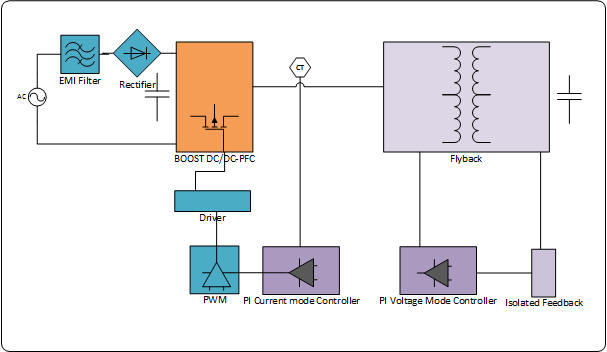 CT
EMI Filter
Rectifier
AC
BOOST DC/DC-PFC
Flyback
Driver
PWM
PI Current mode Controller
PI Voltage Mode Controller
Isolated Feedback